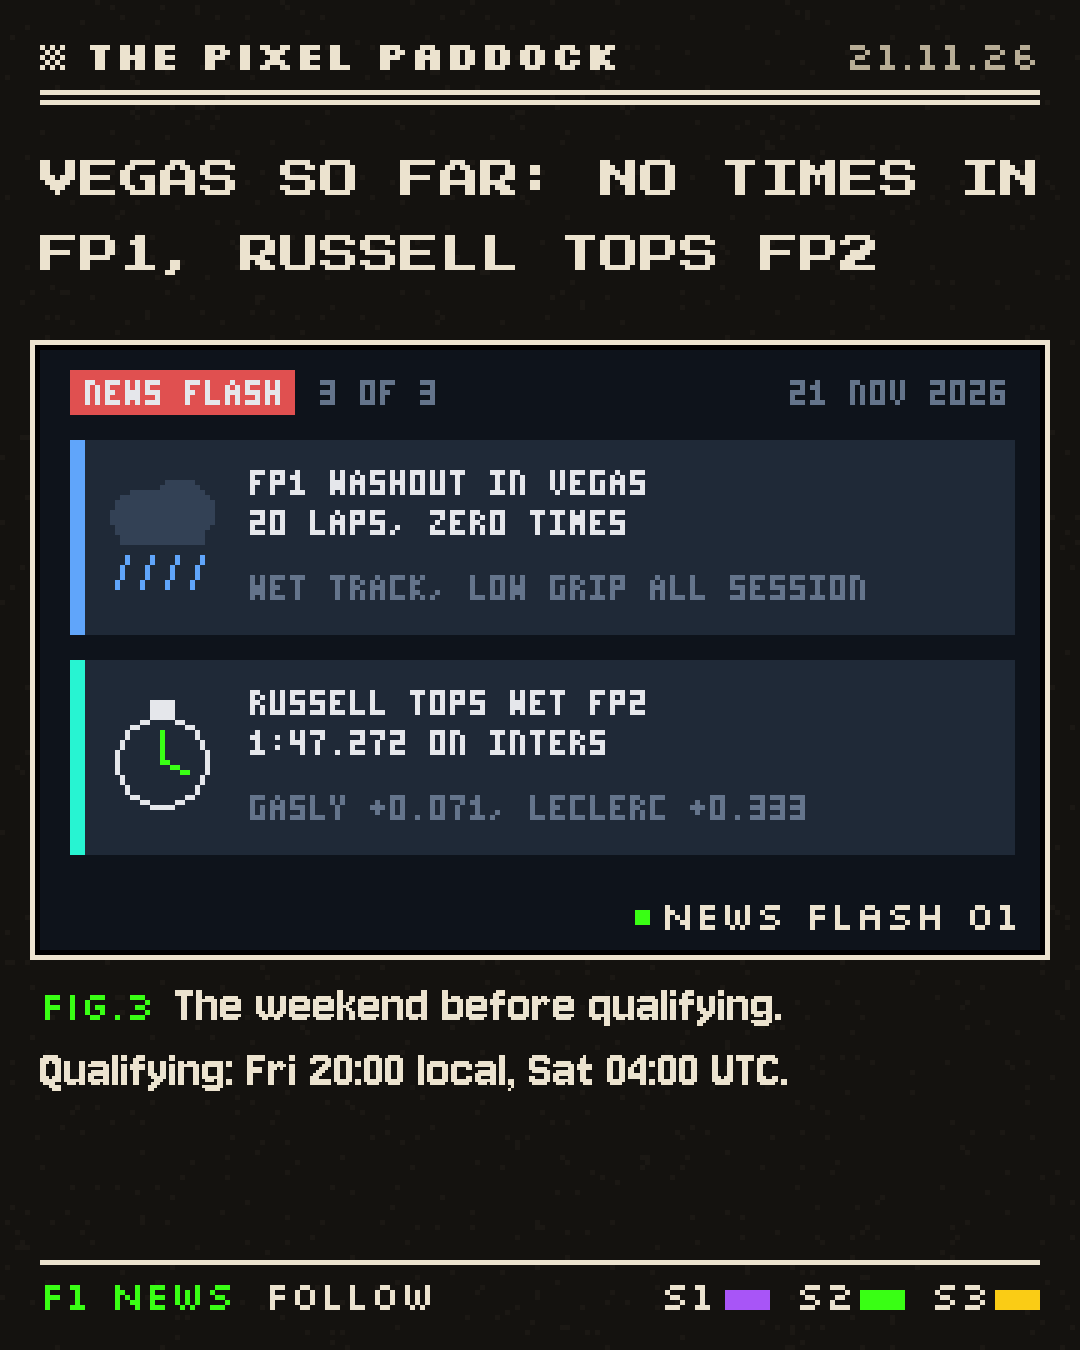 THE PIXEL PADDOCK
21.11.26
VEGAS SO FAR: NO TIMES IN
FP1, RUSSELL TOPS FP2
NEWS FLASH 3 OF 3
21 NOV 2026
FP1 WASHOUT IN VEGAS
20 LAPS, ZERO TIMES
WET TRACK, LOW GRIP ALL SESSION
RUSSELL TOPS WET FP2
1:47.272 ON INTERS
GASLY +0.071, LECLERC +0.333
NEWS FLASH 01
FIG.3 The weekend before qualifying.
Qualifying: Fri 20:00 local, Sat 04:00 UTC.
F1 NEWS FOLLOW
S1 S2 S3